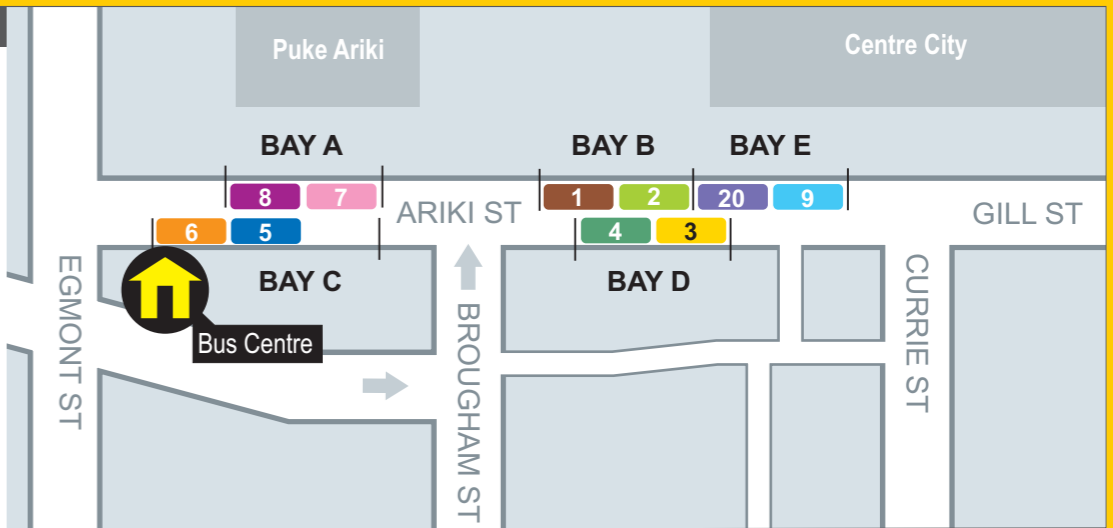 Puke Ariki
Centre City
BAY A
BAY B
BAY E
8
7
1
2
20
9
ARIKI ST
GILL ST
6
5
4
3
BAY C
BAY D
EGMONT ST
Bus Centre
BROUGHAM ST
CURRIE ST